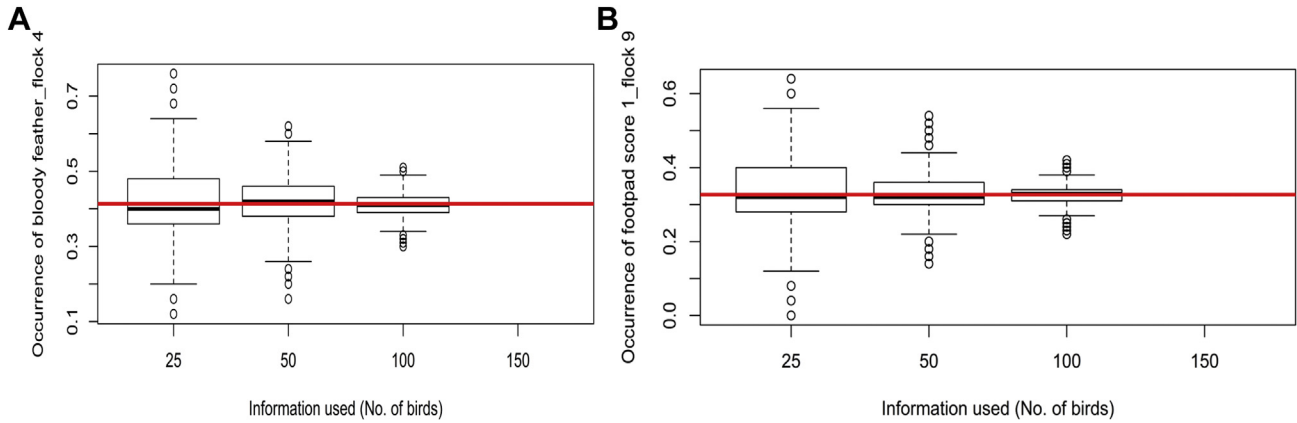 A
Occurrence of bloody feather_flock 4
0.7
0.5
0.3
0.1
25 50 100 150
Information used (No. of birds)
B
Occurrence of footpad score 1_flock 9
0.6
0.4
0.2
0.0
25 50 100 150
Information used (No. of birds)